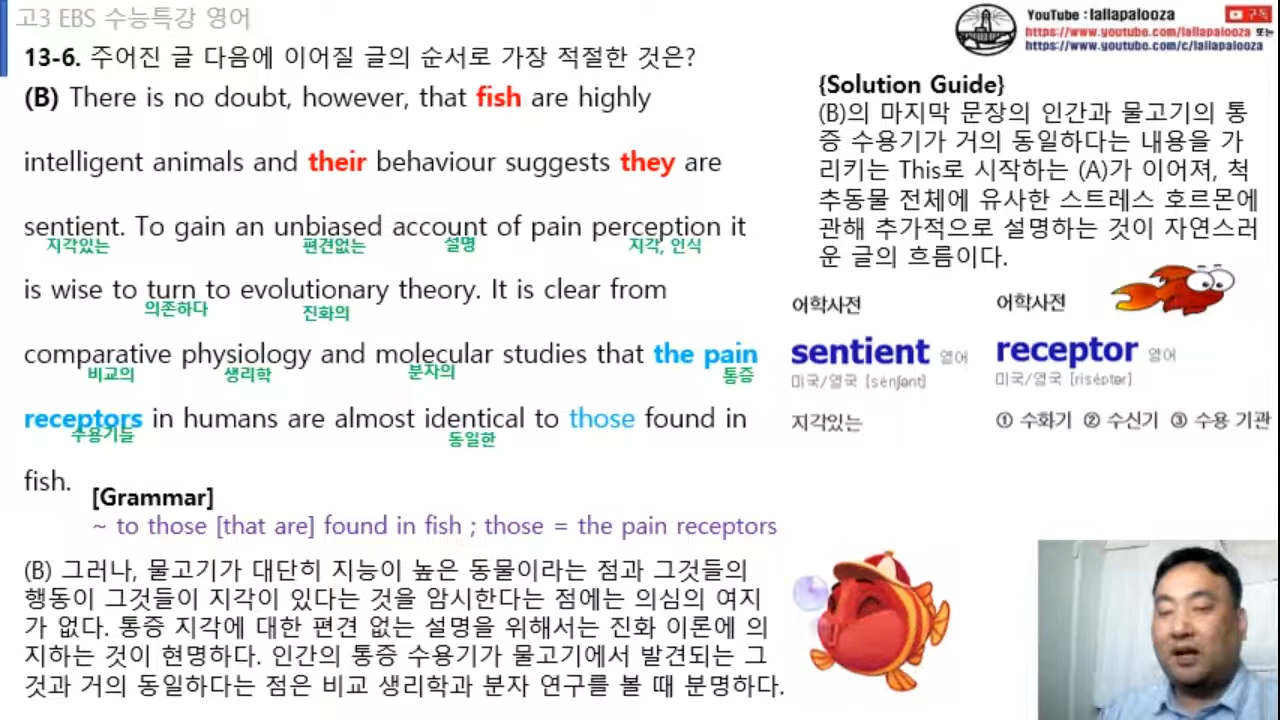 고3 EBS 수능특강 영어
13-6. 주어진 글 다음에 이어질 글의 순서로 가장 적절한 것은?
(B) There is no doubt, however, that fish are highly
intelligent animals and their behaviour suggests they are
sentient. To gain an unbiased account of pain perception it
지각있는 편견없는 설명 지각, 인식
is wise to turn to evolutionary theory. It is clear from
의존하다 진화의
comparative physiology and molecular studies that the pain
비교의 생리학 분자의 통증
receptors in humans are almost identical to those found in
수용기들 동일한
fish.
[Grammar]
~ to those [that are] found in fish ; those = the pain receptors
(B) 그러나, 물고기가 대단히 지능이 높은 동물이라는 점과 그것들의
행동이 그것들이 지각이 있다는 것을 암시한다는 점에는 의심의 여지
가 없다. 통증 지각에 대한 편견 없는 설명을 위해서는 진화 이론에 의
지하는 것이 현명하다. 인간의 통증 수용기가 물고기에서 발견되는 그
것과 거의 동일하다는 점은 비교 생리학과 분자 연구를 볼 때 분명하다.
YouTube : lallapalooza 구독
https://www.youtube.com/lallapalooza 또는
https://www.youtube.com/c/lallapalooza
{Solution Guide}
(B)의 마지막 문장의 인간과 물고기의 통
증 수용기가 거의 동일하다는 내용을 가
리키는 This로 시작하는 (A)가 이어져, 척
추동물 전체에 유사한 스트레스 호르몬에
관해 추가적으로 설명하는 것이 자연스러
운 글의 흐름이다.
어학사전
sentient 영어
미국/영국 [sénʃənt]
지각있는
어학사전
receptor 영어
미국/영국 [riséptər]
① 수화기 ② 수신기 ③ 수용 기관